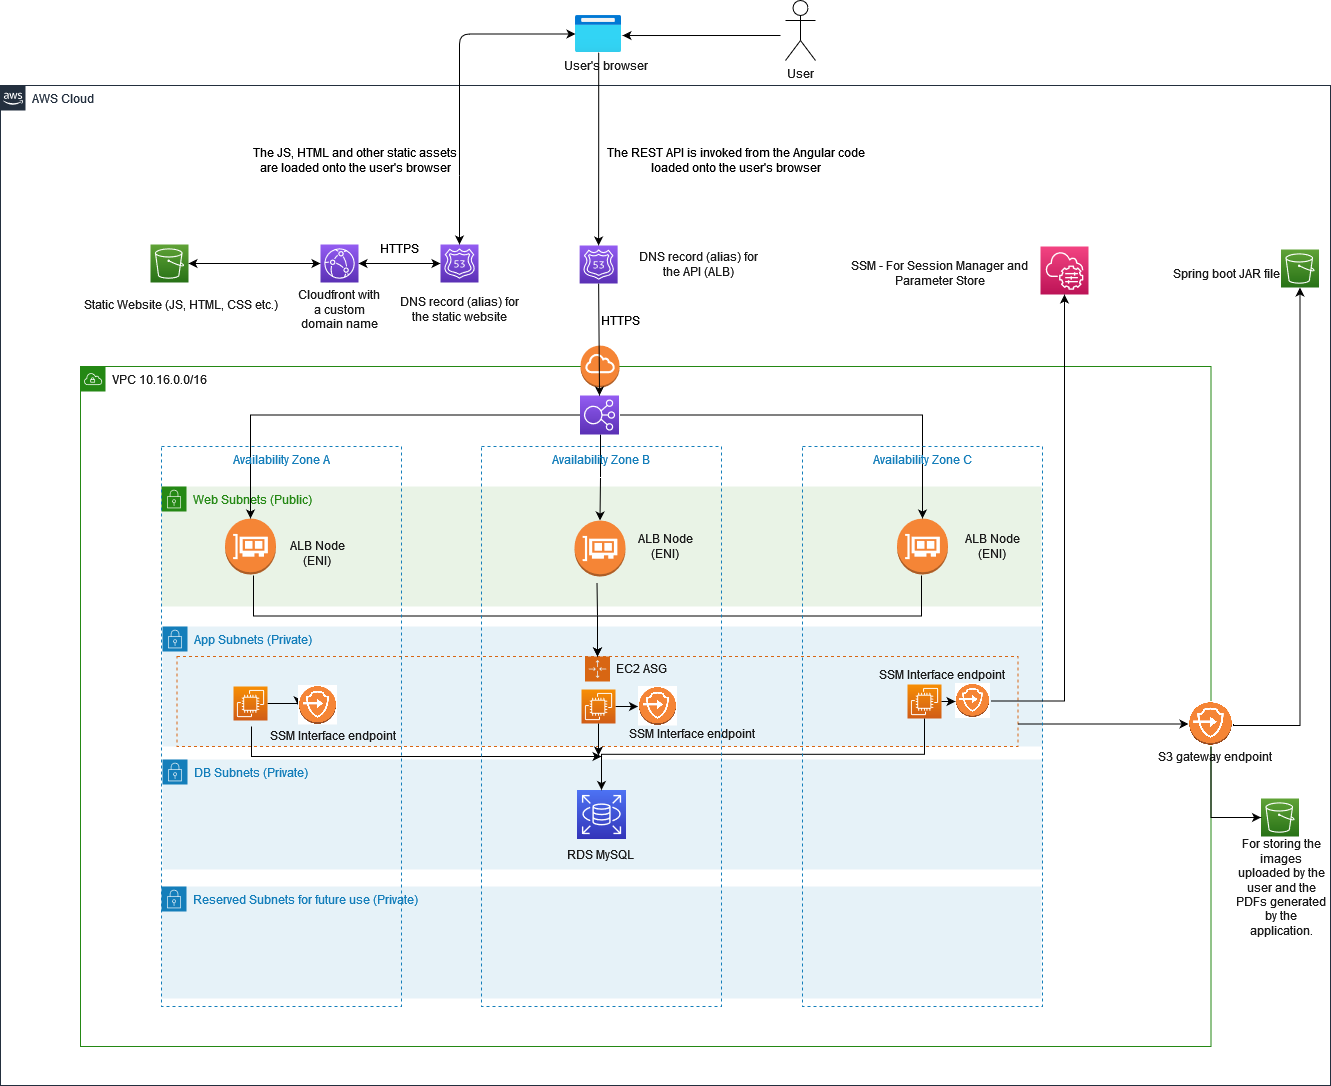 User's browser
User
aws
AWS Cloud
The JS, HTML and other static assets
are loaded onto the user's browser
The REST API is invoked from the Angular code
loaded onto the user's browser
HTTPS
53
53
DNS record (alias) for
the API (ALB)
SSM - For Session Manager and
Parameter Store
Spring boot JAR file
Static Website (JS, HTML, CSS etc.)
Cloudfront with
a custom
domain name
DNS record (alias) for
the static website
HTTPS
VPC 10.16.0.0/16
Availability Zone A
Availability Zone B
Availability Zone C
Web Subnets (Public)
ALB Node
(ENI)
ALB Node
(ENI)
ALB Node
(ENI)
App Subnets (Private)
EC2 ASG
SSM Interface endpoint
SSM Interface endpoint
SSM Interface endpoint
S3 gateway endpoint
DB Subnets (Private)
RDS MySQL
For storing the
images
uploaded by the
user and the
PDFs generated
by the
application.
Reserved Subnets for future use (Private)